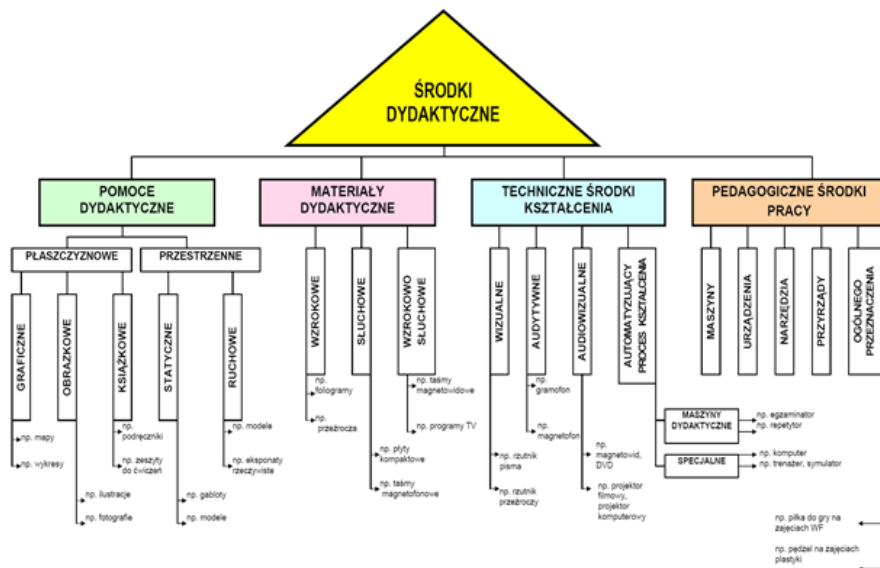 ŚRODKI
DYDAKTYCZNE
POMOCE
DYDAKTYCZNE
MATERIAŁY
DYDAKTYCZNE
TECHNICZNE ŚRODKI
KSZTAŁCENIA
PEDAGOGICZNE ŚRODKI
PRACY
PŁASZCZYZNOWE
PRZESTRZENNE
GRAFICZNE
OBRAZKOWE
KSIĄŻKOWE
STATYCZNE
RUCHOWE
WZROKOWE
SŁUCHOWE
WZROKOWO
SŁUCHOWE
WIZUALNE
AUDYTYWNE
AUDIOWIZUALNE
AUTOMATYZUJĄCY
PROCES KSZTAŁCENIA
MASZYNY
URZĄDZENIA
NARZĘDZIA
PRZYRZĄDY
OGÓLNEGO
PRZEZNACZENIA
np. mapy
np. wykresy
np. ilustracje
np. fotografie
np.
podręczniki
np. zeszyty
do ćwiczeń
np. gabloty
np. modele
np. modele
np. eksponaty
rzeczywiste
np.
foliogramy
np.
przeźrocza
np. płyty
kompaktowe
np. taśmy
magnetofonowe
np. taśmy
magnetowidowe
np. programy TV
np. rzutnik
pisma
np. rzutnik
przeźroczy
np.
gramofon
np.
magnetofon
np.
magnetowid,
DVD
np. projektor
filmowy,
projektor
komputerowy
MASZYNY
DYDAKTYCZNE
np. egzaminator
np. repetytor
SPECJALNE
np. komputer
np. trenażer, symulator
np. piłka do gry na
zajęciach WF
np. pędzel na zajęciach
plastyki